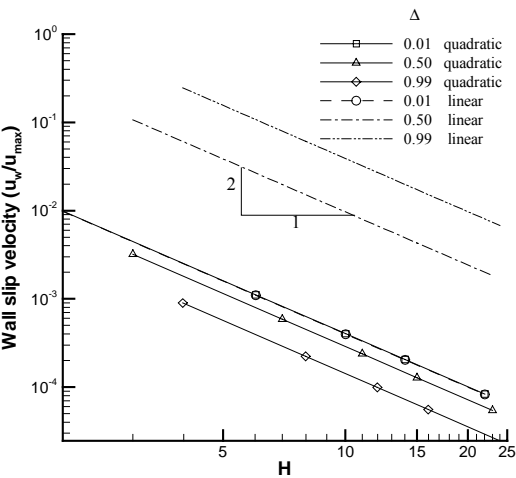 Δ
0.01 quadratic
0.50 quadratic
0.99 quadratic
0.01 linear
0.50 linear
0.99 linear
10^0
10^-1
10^-2
10^-3
10^-4
Wall slip velocity (u_w/u_max)
2
1
5 10 15 20 25
H